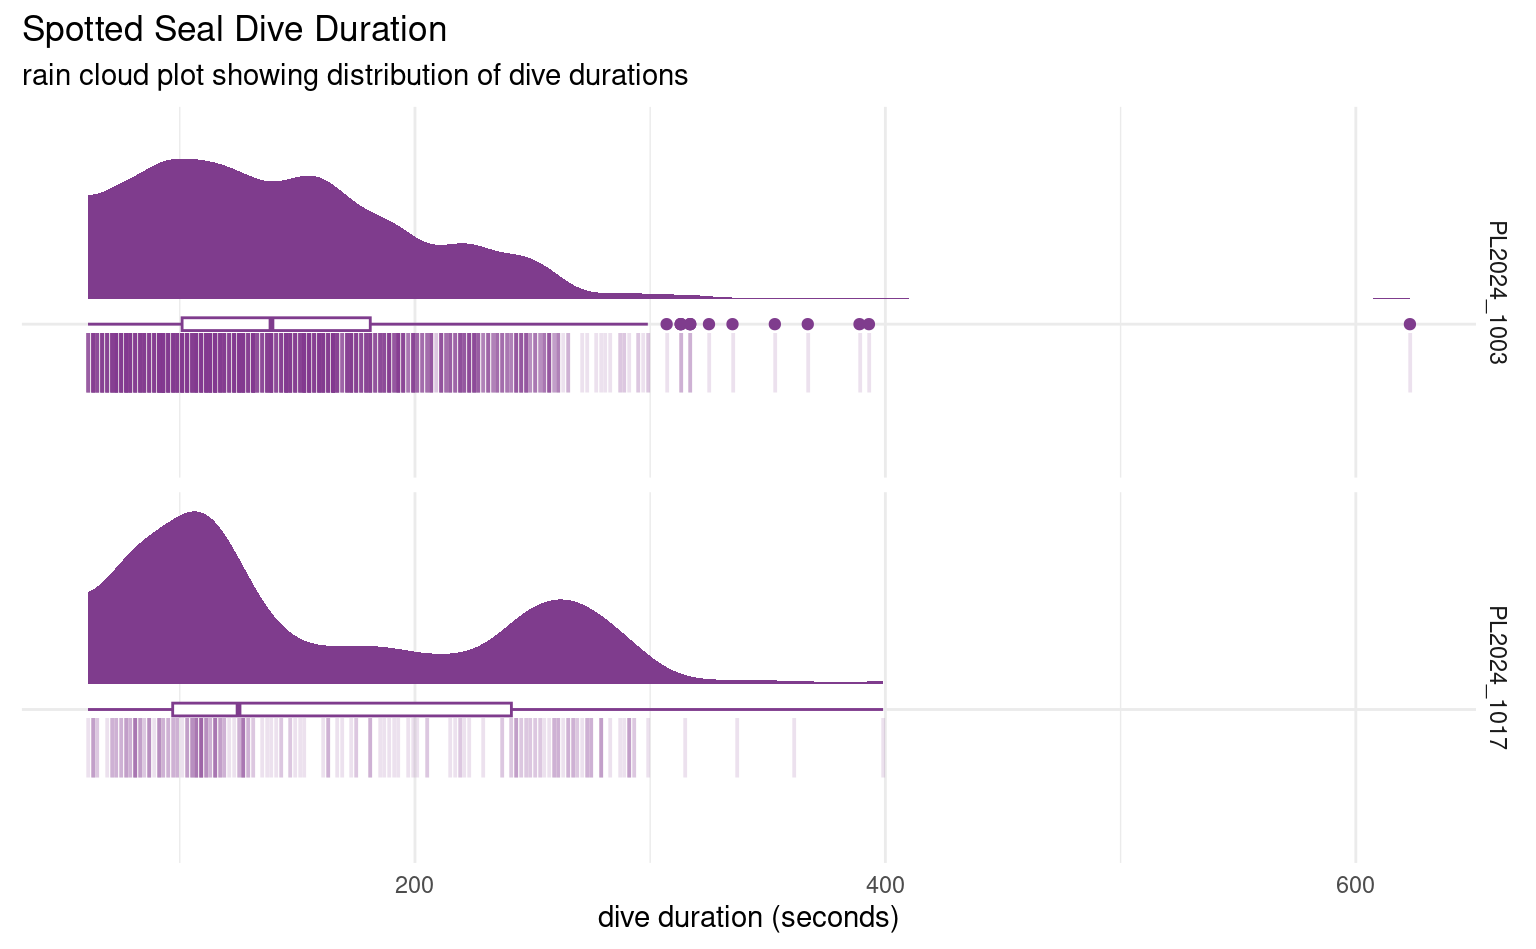 Spotted Seal Dive Duration
rain cloud plot showing distribution of dive durations
PL2024_1003
PL2024_1017
200
400
600
dive duration (seconds)